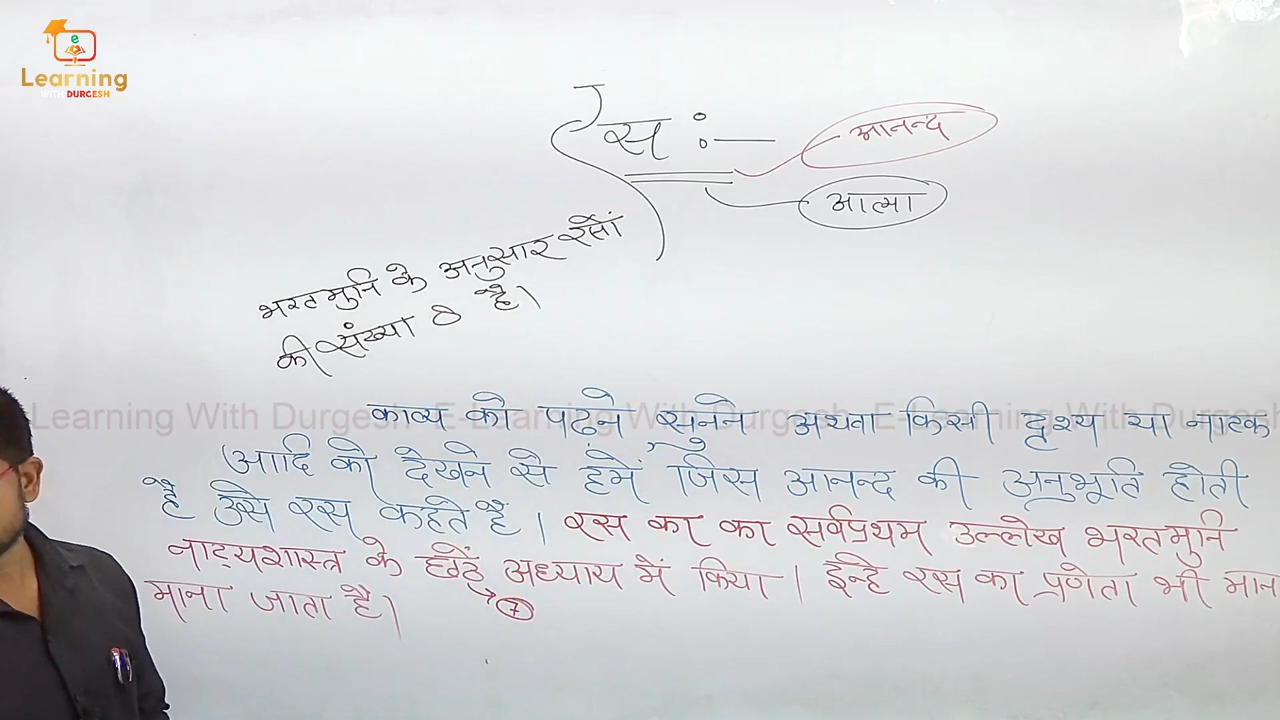 e
Learning
WITH DURGESH
रस :—
आनन्द
आत्मा
भरतमुनि के अनुसार रसों
की संख्या 8 है।
Learning With Durgesh E-Learning With Durgesh E-Learning With Durgesh
काव्य को पढ़ने सुनने अथवा किसी दृश्य या नाटक
आदि को देखने से हमें जिस आनन्द की अनुभूति होती
है उसे रस कहते है। रस का का सर्वप्रथम उल्लेख भरतमुनि
नाट्यशास्त्र के छठें अध्याय में किया। इन्हे रस का प्रणेता भी मान
माना जाता है।
7